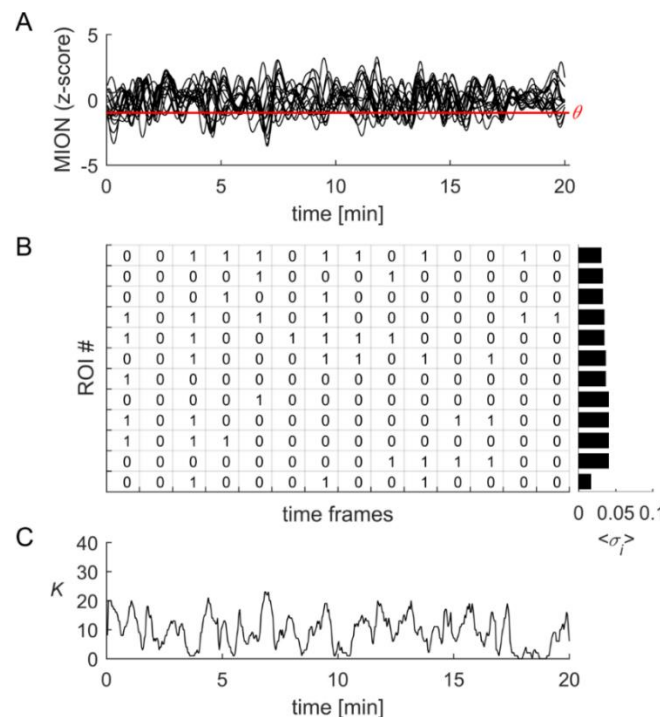 A
MION (z-score)
5
0
-5
θ
0 5 10 15 20
time [min]
B
ROI #
0 0 1 1 1 0 1 1 0 1 0 0 1 0
0 0 0 0 1 0 0 0 1 0 0 0 0 0
0 0 0 1 0 0 1 0 0 0 0 0 0 0
1 0 1 0 1 0 1 0 0 0 0 0 1 1
1 0 1 0 0 1 1 1 1 0 0 0 0 0
0 0 1 0 0 0 1 1 0 1 0 1 0 0
1 0 0 0 0 0 0 0 0 0 0 0 0 0
0 0 0 0 1 0 0 0 0 0 0 0 0 0
1 0 1 0 0 0 0 0 0 0 1 1 0 0
1 0 1 1 0 0 0 0 0 0 0 0 0 0
0 0 0 0 0 0 0 0 1 1 1 1 0 0
0 0 1 0 0 0 1 0 0 1 0 0 0 0
time frames
0 0.05 0.1
<σi>
C
K
40
30
20
10
0
0 5 10 15 20
time [min]